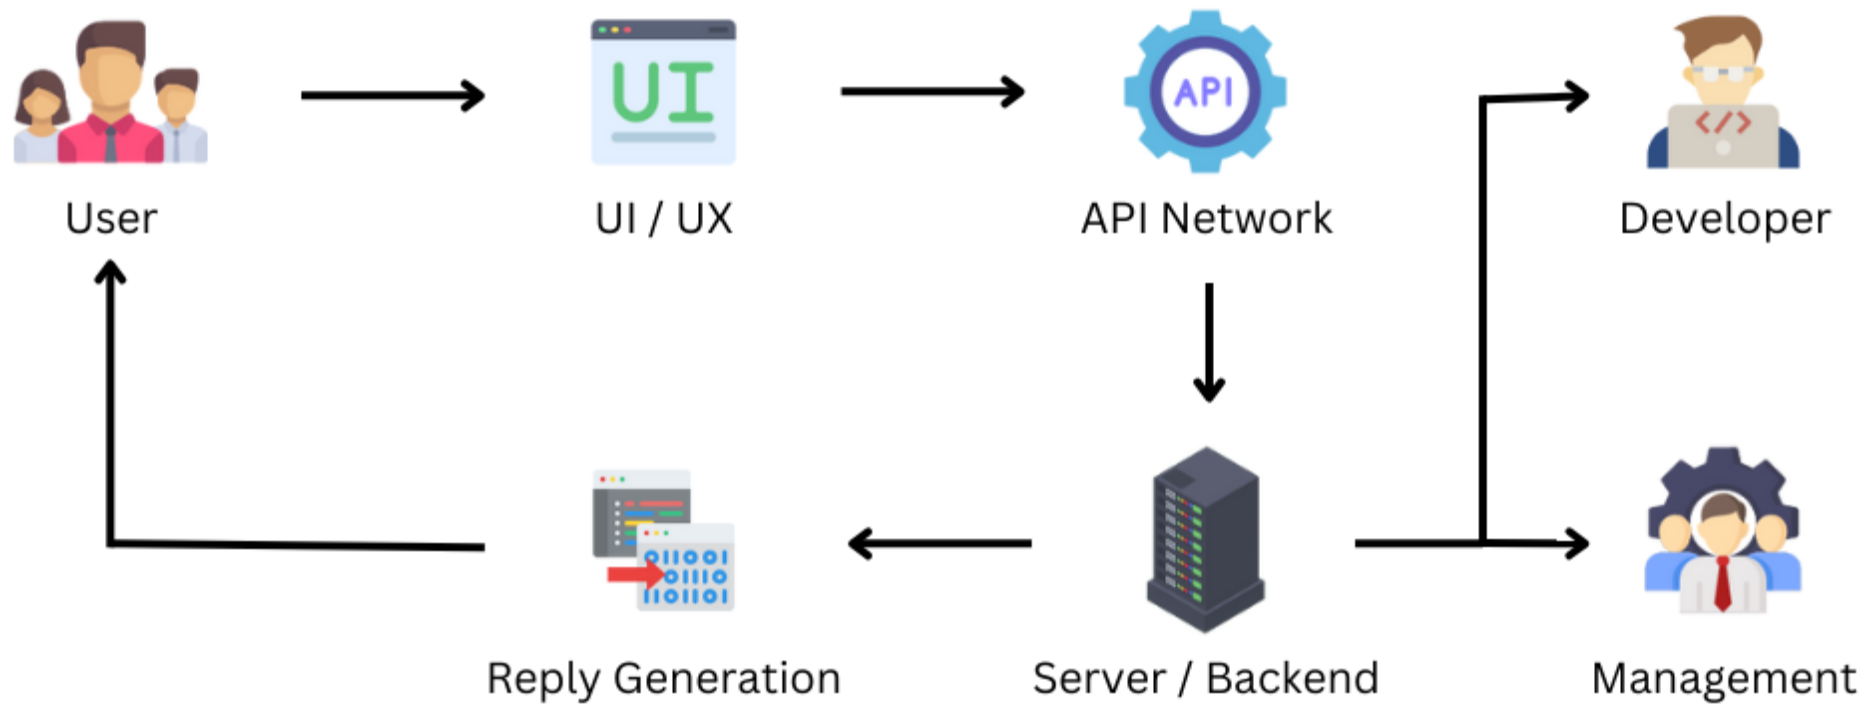 UI
API
</>
User
UI / UX
API Network
Developer
Reply Generation
Server / Backend
Management